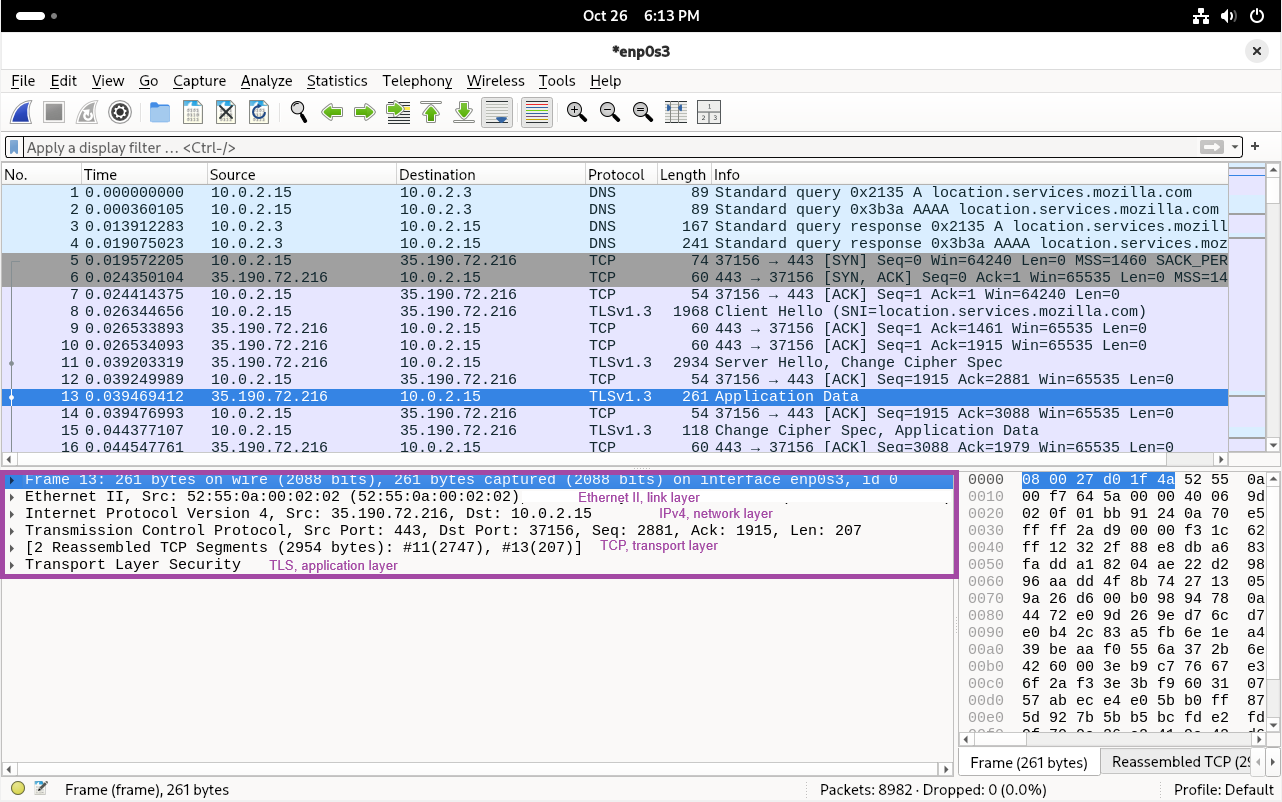 Oct 26 6:13 PM
*enp0s3
File Edit View Go Capture Analyze Statistics Telephony Wireless Tools Help
Apply a display filter … <Ctrl-/>
No. Time Source Destination Protocol Length Info
1 0.000000000 10.0.2.15 10.0.2.3 DNS 89 Standard query 0x2135 A location.services.mozilla.com
2 0.000360105 10.0.2.15 10.0.2.3 DNS 89 Standard query 0x3b3a AAAA location.services.mozilla.com
3 0.013912283 10.0.2.3 10.0.2.15 DNS 167 Standard query response 0x2135 A location.services.mozill
4 0.019075023 10.0.2.3 10.0.2.15 DNS 241 Standard query response 0x3b3a AAAA location.services.moz
5 0.019572205 10.0.2.15 35.190.72.216 TCP 74 37156 → 443 [SYN] Seq=0 Win=64240 Len=0 MSS=1460 SACK_PER
6 0.024350104 35.190.72.216 10.0.2.15 TCP 60 443 → 37156 [SYN, ACK] Seq=0 Ack=1 Win=65535 Len=0 MSS=14
7 0.024414375 10.0.2.15 35.190.72.216 TCP 54 37156 → 443 [ACK] Seq=1 Ack=1 Win=64240 Len=0
8 0.026344656 10.0.2.15 35.190.72.216 TLSv1.3 1968 Client Hello (SNI=location.services.mozilla.com)
9 0.026533893 35.190.72.216 10.0.2.15 TCP 60 443 → 37156 [ACK] Seq=1 Ack=1461 Win=65535 Len=0
10 0.026534093 35.190.72.216 10.0.2.15 TCP 60 443 → 37156 [ACK] Seq=1 Ack=1915 Win=65535 Len=0
11 0.039203319 35.190.72.216 10.0.2.15 TLSv1.3 2934 Server Hello, Change Cipher Spec
12 0.039249989 10.0.2.15 35.190.72.216 TCP 54 37156 → 443 [ACK] Seq=1915 Ack=2881 Win=65535 Len=0
13 0.039469412 35.190.72.216 10.0.2.15 TLSv1.3 261 Application Data
14 0.039476993 10.0.2.15 35.190.72.216 TCP 54 37156 → 443 [ACK] Seq=1915 Ack=3088 Win=65535 Len=0
15 0.044377107 10.0.2.15 35.190.72.216 TLSv1.3 118 Change Cipher Spec, Application Data
16 0.044547761 35.190.72.216 10.0.2.15 TCP 60 443 → 37156 [ACK] Seq=3088 Ack=1979 Win=65535 Len=0
Frame 13: 261 bytes on wire (2088 bits), 261 bytes captured (2088 bits) on interface enp0s3, id 0
Ethernet II, Src: 52:55:0a:00:02:02 (52:55:0a:00:02:02) Ethernet II, link layer
Internet Protocol Version 4, Src: 35.190.72.216, Dst: 10.0.2.15 IPv4, network layer
Transmission Control Protocol, Src Port: 443, Dst Port: 37156, Seq: 2881, Ack: 1915, Len: 207
[2 Reassembled TCP Segments (2954 bytes): #11(2747), #13(207)] TCP, transport layer
Transport Layer Security TLS, application layer
0000 08 00 27 d0 1f 4a 52 55 0a
0010 00 f7 64 5a 00 00 40 06 9d
0020 02 0f 01 bb 91 24 0a 70 e5
0030 ff ff 2a d9 00 00 f3 1c 62
0040 ff 12 32 2f 88 e8 db a6 83
0050 fa dd a1 82 04 ae 22 d2 98
0060 96 aa dd 4f 8b 74 27 13 05
0070 9a 26 d6 00 b0 98 94 78 0a
0080 44 72 e9 9d 26 9e d7 6c d7
0090 e0 b4 2c 83 a5 fb 6e 1e a4
00a0 39 be aa f0 55 6a 37 2b 6e
00b0 42 60 00 3e b9 c7 76 67 e3
00c0 6f 2a f3 3e 3b f9 60 31 07
00d0 57 ab ec e4 e0 5b b0 ff 87
00e0 5d 92 7b 5b b5 bc fd e2 fd
Frame (261 bytes) Reassembled TCP (29
Frame (frame), 261 bytes Packets: 8982 · Dropped: 0 (0.0%) Profile: Default